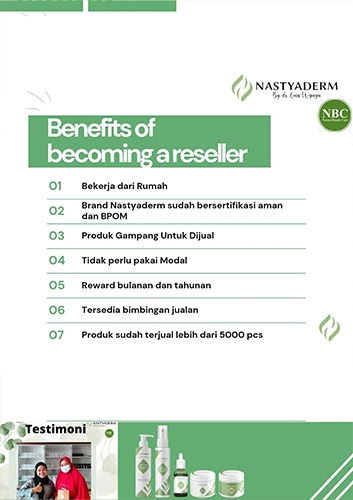 NASTYADERM
By dr. Evin Wijaya
NBC
Benefits of
becoming a reseller
01 Bekerja dari Rumah
02 Brand Nastyaderm sudah bersertifikasi aman
dan BPOM
03 Produk Gampang Untuk Dijual
04 Tidak perlu pakai Modal
05 Reward bulanan dan tahunan
06 Tersedia bimbingan jualan
07 Produk sudah terjual lebih dari 5000 pcs
Testimoni
NASTYADERM